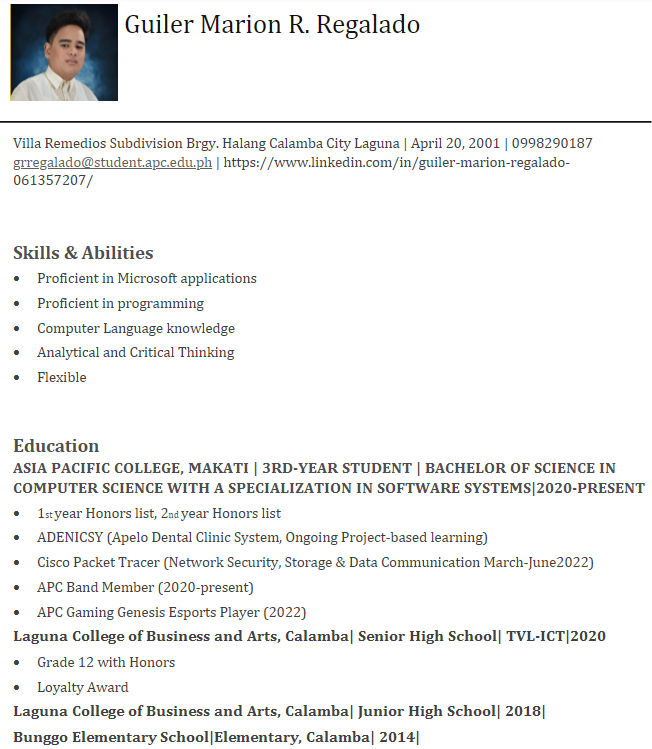 Guiler Marion R. Regalado
Villa Remedios Subdivision Brgy. Halang Calamba City Laguna | April 20, 2001 | 0998290187
grregalado@student.apc.edu.ph | https://www.linkedin.com/in/guiler-marion-regalado-
061357207/
Skills & Abilities
• Proficient in Microsoft applications
• Proficient in programming
• Computer Language knowledge
• Analytical and Critical Thinking
• Flexible
Education
ASIA PACIFIC COLLEGE, MAKATI | 3RD-YEAR STUDENT | BACHELOR OF SCIENCE IN
COMPUTER SCIENCE WITH A SPECIALIZATION IN SOFTWARE SYSTEMS|2020-PRESENT
• 1st year Honors list, 2nd year Honors list
• ADENICSY (Apelo Dental Clinic System, Ongoing Project-based learning)
• Cisco Packet Tracer (Network Security, Storage & Data Communication March-June2022)
• APC Band Member (2020-present)
• APC Gaming Genesis Esports Player (2022)
Laguna College of Business and Arts, Calamba| Senior High School| TVL-ICT|2020
• Grade 12 with Honors
• Loyalty Award
Laguna College of Business and Arts, Calamba| Junior High School| 2018|
Bunggo Elementary School|Elementary, Calamba| 2014|